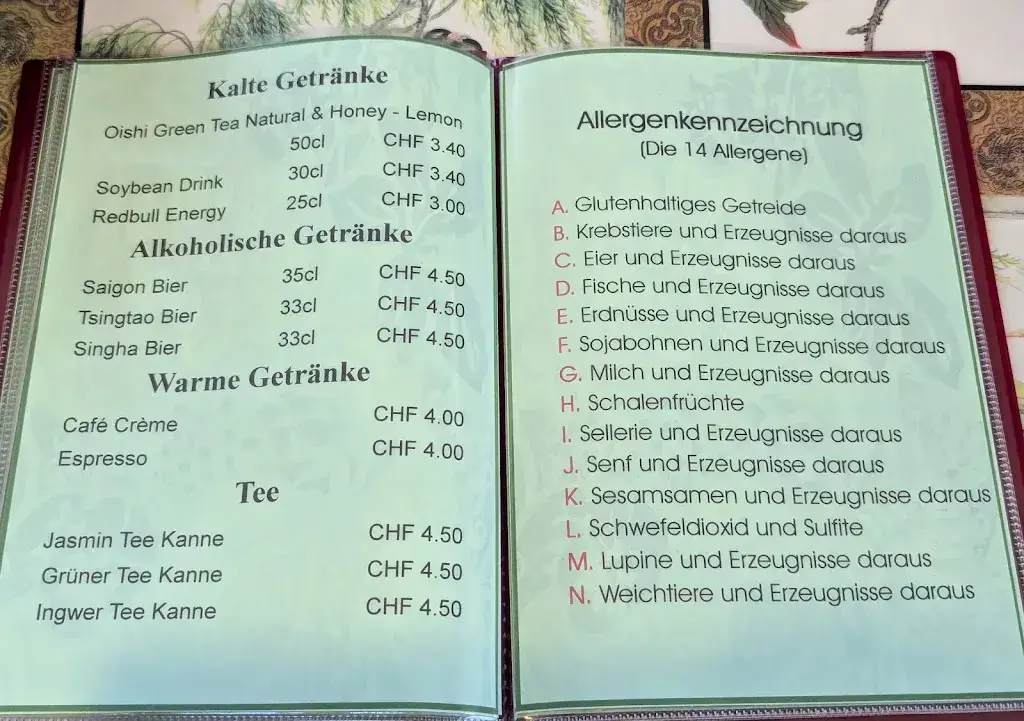 Kalte Getränke
Oishi Green Tea Natural & Honey - Lemon
50cl CHF 3.40
Soybean Drink 30cl CHF 3.40
Redbull Energy 25cl CHF 3.00
Alkoholische Getränke
Saigon Bier 35cl CHF 4.50
Tsingtao Bier 33cl CHF 4.50
Singha Bier 33cl CHF 4.50
Warme Getränke
Café Crème CHF 4.00
Espresso CHF 4.00
Tee
Jasmin Tee Kanne CHF 4.50
Grüner Tee Kanne CHF 4.50
Ingwer Tee Kanne CHF 4.50
Allergenkennzeichnung
(Die 14 Allergene)
A. Glutenhaltiges Getreide
B. Krebstiere und Erzeugnisse daraus
C. Eier und Erzeugnisse daraus
D. Fische und Erzeugnisse daraus
E. Erdnüsse und Erzeugnisse daraus
F. Sojabohnen und Erzeugnisse daraus
G. Milch und Erzeugnisse daraus
H. Schalenfrüchte
I. Sellerie und Erzeugnisse daraus
J. Senf und Erzeugnisse daraus
K. Sesamsamen und Erzeugnisse daraus
L. Schwefeldioxid und Sulfite
M. Lupine und Erzeugnisse daraus
N. Weichtiere und Erzeugnisse daraus